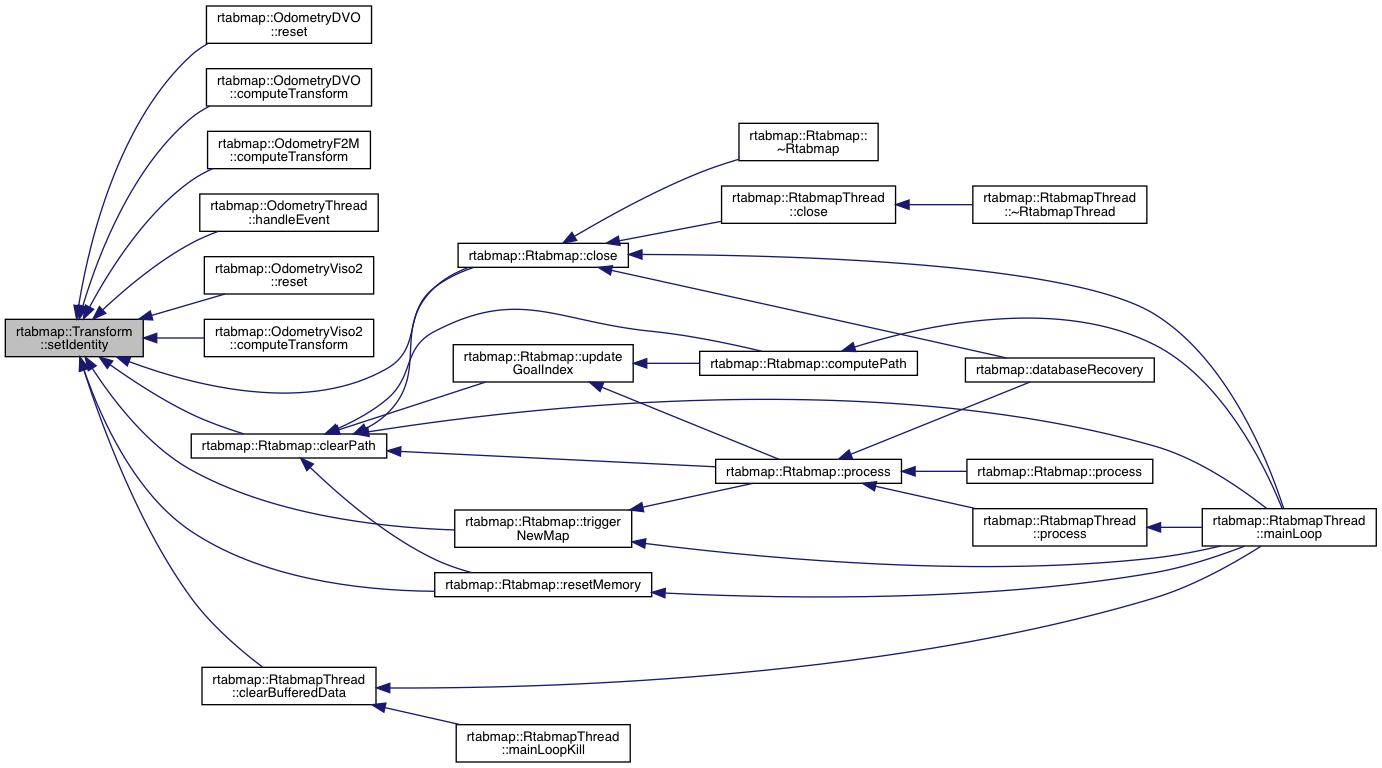 rtabmap::OdometryDVO
::reset
rtabmap::OdometryDVO
::computeTransform
rtabmap::OdometryF2M
::computeTransform
rtabmap::OdometryThread
::handleEvent
rtabmap::OdometryViso2
::reset
rtabmap::Transform
::setIdentity
rtabmap::OdometryViso2
::computeTransform
rtabmap::Rtabmap::clearPath
rtabmap::RtabmapThread
::clearBufferedData
rtabmap::Rtabmap::close
rtabmap::Rtabmap::update
GoalIndex
rtabmap::Rtabmap::trigger
NewMap
rtabmap::Rtabmap::resetMemory
rtabmap::RtabmapThread
::mainLoopKill
rtabmap::Rtabmap::
~Rtabmap
rtabmap::RtabmapThread
::close
rtabmap::Rtabmap::computePath
rtabmap::Rtabmap::process
rtabmap::RtabmapThread
::~RtabmapThread
rtabmap::databaseRecovery
rtabmap::Rtabmap::process
rtabmap::RtabmapThread
::process
rtabmap::RtabmapThread
::mainLoop